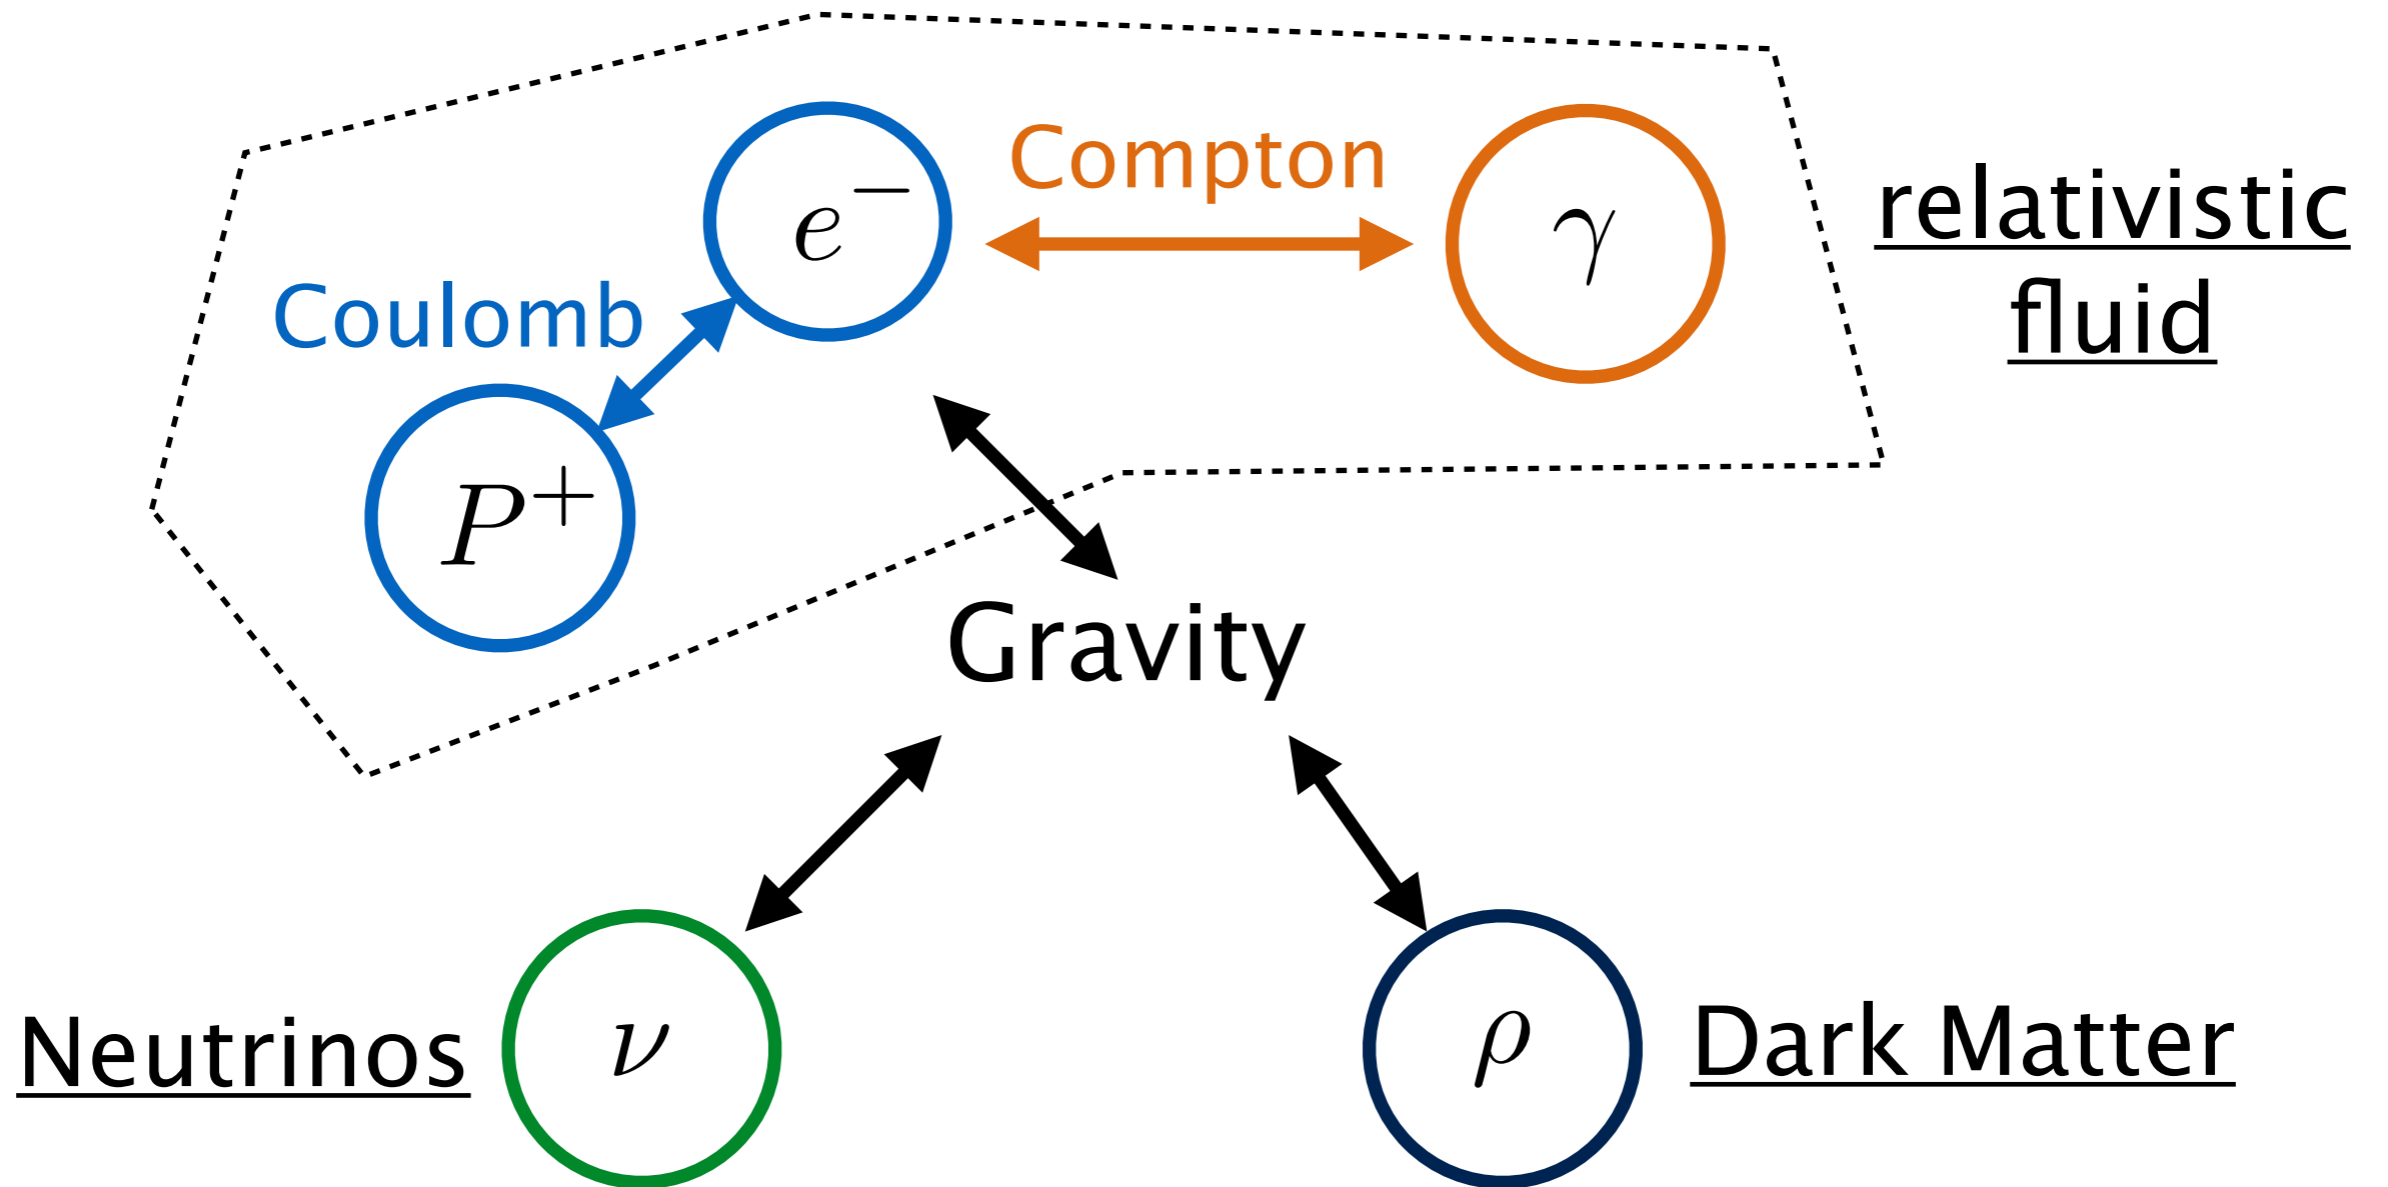 Compton
e⁻
γ
relativistic
fluid
Coulomb
P⁺
Gravity
Neutrinos
ν
ρ
Dark Matter